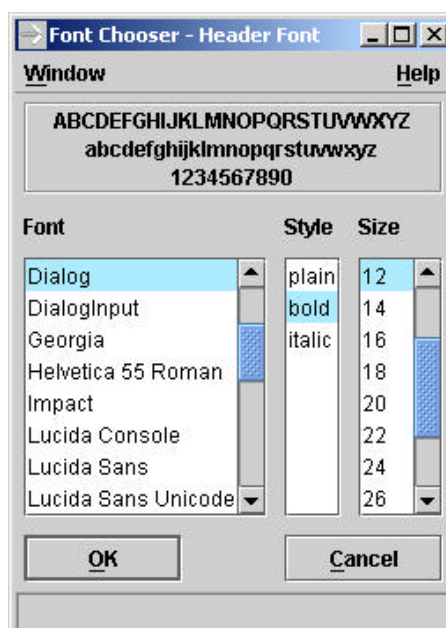 Font Chooser - Header Font
Window Help
ABCDEFGHIJKLMNOPQRSTUVWXYZ
abcdefghijklmnopqrstuvwxyz
1234567890
Font Style Size
Dialog plain 12
DialogInput bold 14
Georgia italic 16
Helvetica 55 Roman 18
Impact 20
Lucida Console 22
Lucida Sans 24
Lucida Sans Unicode 26
OK Cancel